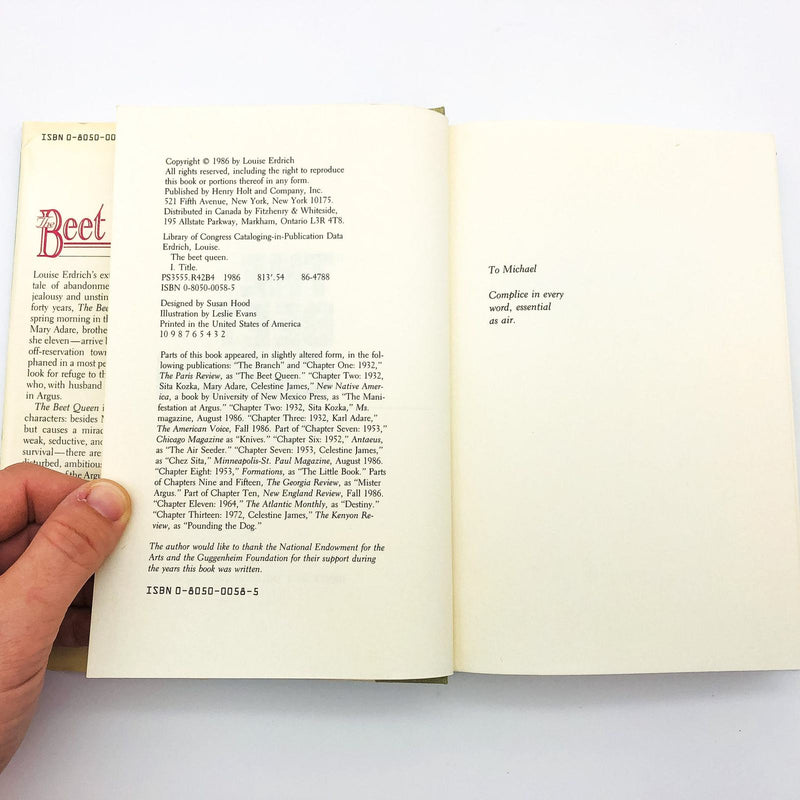 ISBN 0-8050-00
The
Beet
Louise Erdrich's
tale of abandonme
jealousy and unstin
forty years, The Bee
spring morning in th
Mary Adare, brothe
she eleven—arrive b
off-reservation town
phaned in a most pe
look for refuge to th
who, with husband
in Argus.
The Beet Queen i
characters: besides N
but causes a mirac
weak, seductive, and
survival—there are
disturbed, ambitious
of the Arg
Copyright © 1986 by Louise Erdrich
All rights reserved, including the right to reproduce
this book or portions thereof in any form.
Published by Henry Holt and Company, Inc.
521 Fifth Avenue, New York, New York 10175.
Distributed in Canada by Fitzhenry & Whiteside,
195 Allstate Parkway, Markham, Ontario L3R 4T8.
Library of Congress Cataloging-in-Publication Data
Erdrich, Louise.
The beet queen.
I. Title.
PS3555.R42B4 1986 813'.54 86-4788
ISBN 0-8050-0058-5
Designed by Susan Hood
Illustration by Leslie Evans
Printed in the United States of America
10 9 8 7 6 5 4 3 2
Parts of this book appeared, in slightly altered form, in the fol-
lowing publications: "The Branch" and "Chapter One: 1932,"
The Paris Review, as "The Beet Queen." "Chapter Two: 1932,
Sita Kozka, Mary Adare, Celestine James," New Native Amer-
ica, a book by University of New Mexico Press, as "The Mani-
festation at Argus." "Chapter Two: 1932, Sita Kozka," Ms.
magazine, August 1986. "Chapter Three: 1932, Karl Adare,"
The American Voice, Fall 1986. Part of "Chapter Seven: 1953,"
Chicago Magazine as "Knives." "Chapter Six: 1952," Antaeus,
as "The Air Seeder." "Chapter Seven: 1953, Celestine James,"
as "Chez Sita," Minneapolis-St. Paul Magazine, August 1986.
"Chapter Eight: 1953," Formations, as "The Little Book." Parts
of Chapters Nine and Fifteen, The Georgia Review, as "Mister
Argus." Part of Chapter Ten, New England Review, Fall 1986.
"Chapter Eleven: 1964," The Atlantic Monthly, as "Destiny."
"Chapter Thirteen: 1972, Celestine James," The Kenyon Re-
view, as "Pounding the Dog."
The author would like to thank the National Endowment for the
Arts and the Guggenheim Foundation for their support during
the years this book was written.
ISBN 0-8050-0058-5
To Michael
Complice in every
word, essential
as air.